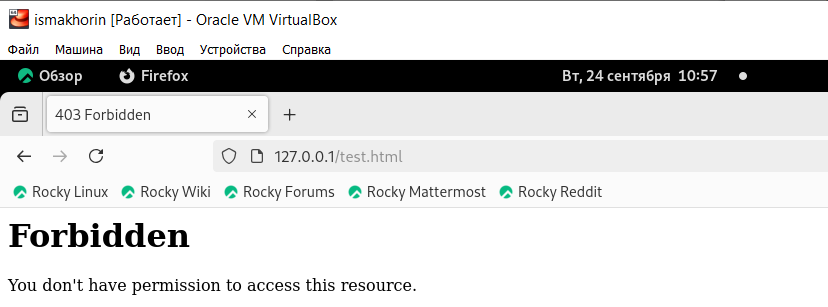 ismakhorin [Работает] - Oracle VM VirtualBox
Файл Машина Вид Ввод Устройства Справка
Обзор Firefox Вт, 24 сентября 10:57
403 Forbidden
127.0.0.1/test.html
Rocky Linux Rocky Wiki Rocky Forums Rocky Mattermost Rocky Reddit
Forbidden
You don't have permission to access this resource.